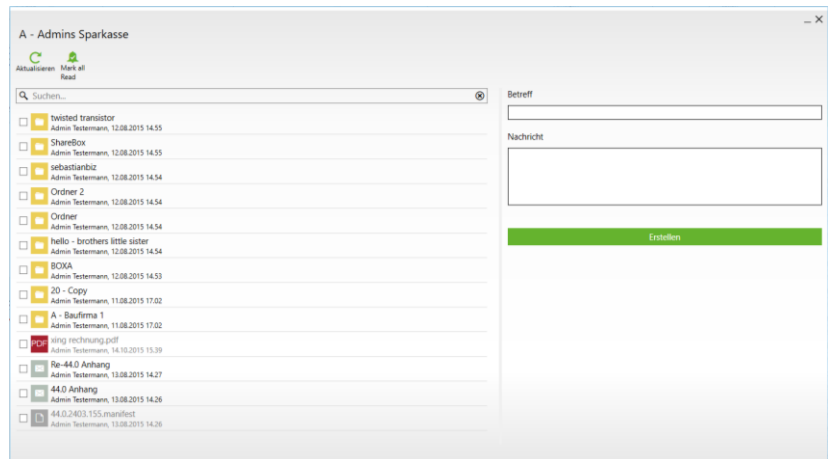 A - Admins Sparkasse
Aktualisieren
Mark all
Read
Suchen...
twisted transistor
Admin Testermann, 12.08.2015 14.55
ShareBox
Admin Testermann, 12.08.2015 14.55
sebastianbiz
Admin Testermann, 12.08.2015 14.54
Ordner 2
Admin Testermann, 12.08.2015 14.54
Ordner
Admin Testermann, 12.08.2015 14.54
hello - brothers little sister
Admin Testermann, 12.08.2015 14.54
BOXA
Admin Testermann, 12.08.2015 14.53
20 - Copy
Admin Testermann, 11.08.2015 17.02
A - Baufirma 1
Admin Testermann, 11.08.2015 17.02
PDF
xing rechnung.pdf
Admin Testermann, 14.10.2015 15.39
Re-44.0 Anhang
Admin Testermann, 13.08.2015 14.27
44.0 Anhang
Admin Testermann, 13.08.2015 14.26
44.0.2403.155.manifest
Admin Testermann, 13.08.2015 14.26
Betreff
Nachricht
Erstellen